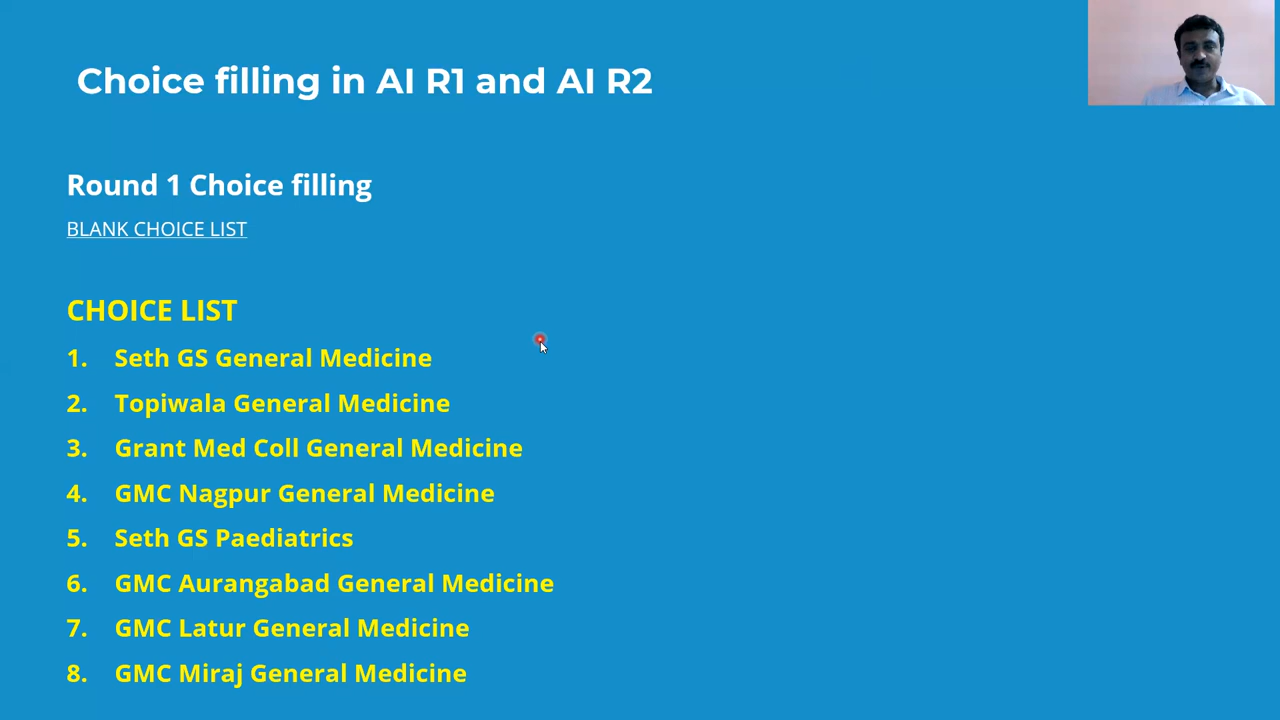 Choice filling in AI R1 and AI R2
Round 1 Choice filling
BLANK CHOICE LIST
CHOICE LIST
1. Seth GS General Medicine
2. Topiwala General Medicine
3. Grant Med Coll General Medicine
4. GMC Nagpur General Medicine
5. Seth GS Paediatrics
6. GMC Aurangabad General Medicine
7. GMC Latur General Medicine
8. GMC Miraj General Medicine